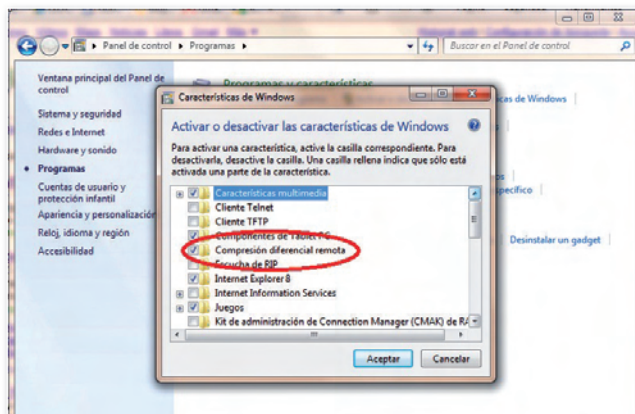 Panel de control ▸ Programas ▸
Buscar en el Panel de control
Ventana principal del Panel de
control
Sistema y seguridad
Redes e Internet
Hardware y sonido
Programas
Cuentas de usuario y
protección infantil
Apariencia y personalización
Reloj, idioma y región
Accesibilidad
Programas y características
cas de Windows
specífico
Desinstalar un gadget
Características de Windows
Activar o desactivar las características de Windows
Para activar una característica, active la casilla correspondiente. Para
desactivarla, desactive la casilla. Una casilla rellena indica que sólo está
activada una parte de la característica.
Características multimedia
Cliente Telnet
Cliente TFTP
Componentes de Tablet PC
Compresión diferencial remota
Escucha de RIP
Internet Explorer 8
Internet Information Services
Juegos
Kit de administración de Connection Manager (CMAK) de RA
Aceptar
Cancelar